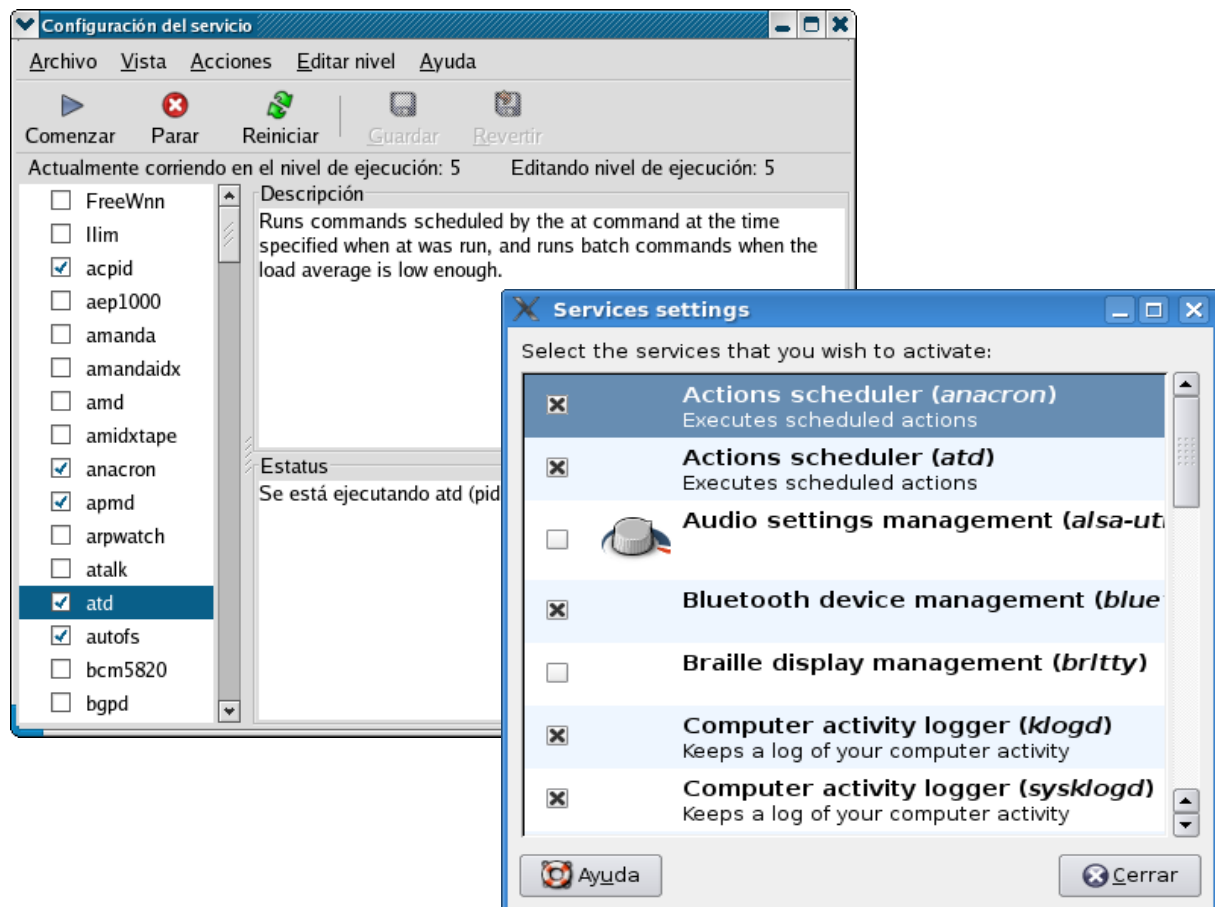 Configuración del servicio
Archivo Vista Acciones Editar nivel Ayuda
Comenzar Parar Reiniciar Guardar Revertir
Actualmente corriendo en el nivel de ejecución: 5 Editando nivel de ejecución: 5
FreeWnn
Ilim
acpid
aep1000
amanda
amandaidx
amd
amidxtape
anacron
apmd
arpwatch
atalk
atd
autofs
bcm5820
bgpd
Descripción
Runs commands scheduled by the at command at the time
specified when at was run, and runs batch commands when the
load average is low enough.
Estatus
Se está ejecutando atd (pid
Services settings
Select the services that you wish to activate:
Actions scheduler (anacron)
Executes scheduled actions
Actions scheduler (atd)
Executes scheduled actions
Audio settings management (alsa-uti
Bluetooth device management (blue
Braille display management (brltty)
Computer activity logger (klogd)
Keeps a log of your computer activity
Computer activity logger (sysklogd)
Keeps a log of your computer activity
Ayuda Cerrar